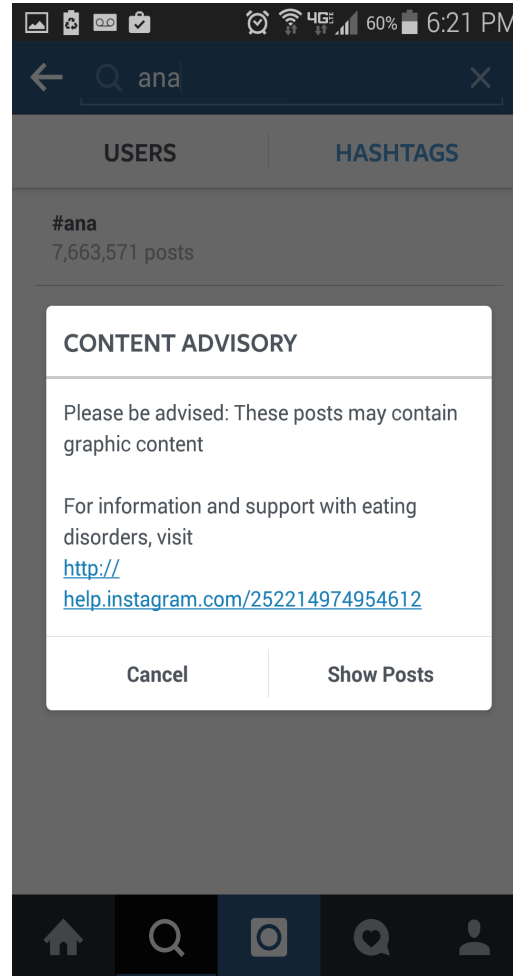 4G 60% 6:21 PM
ana
USERS HASHTAGS
#ana
7,663,571 posts
CONTENT ADVISORY
Please be advised: These posts may contain
graphic content
For information and support with eating
disorders, visit
http://
help.instagram.com/252214974954612
Cancel Show Posts